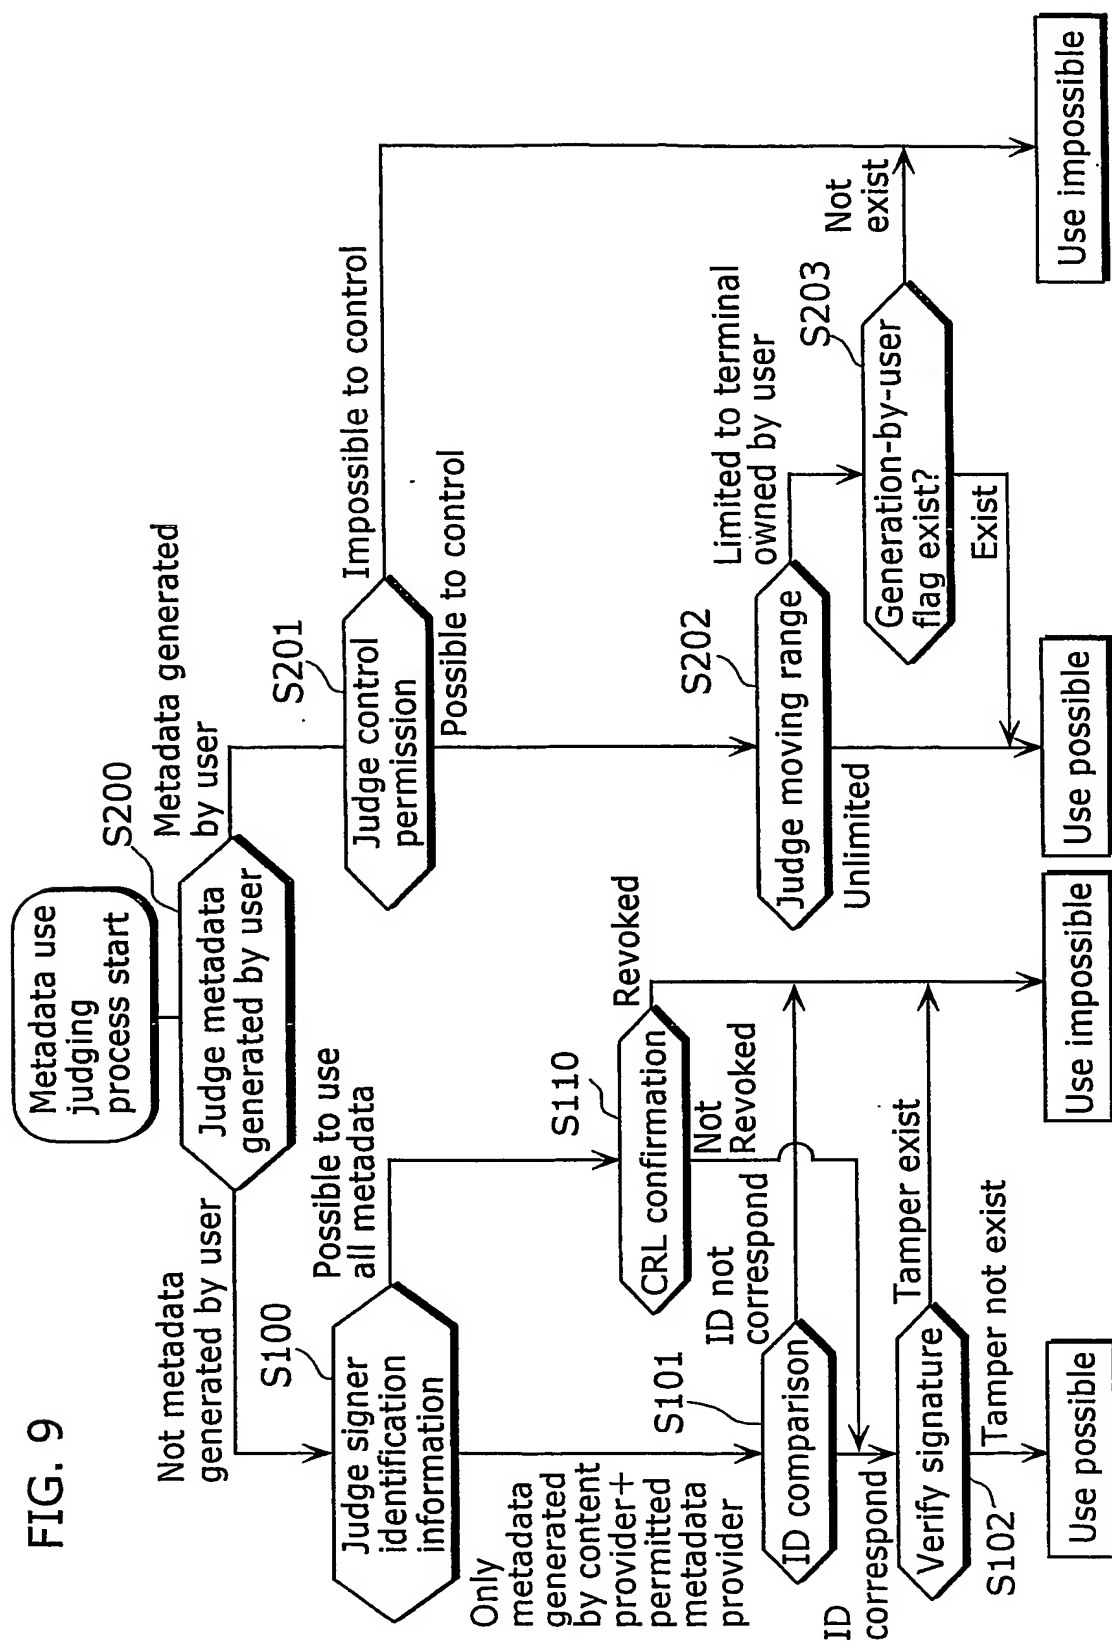 FIG. 9
Metadata use
judging
process start
S200
Judge metadata
generated by user
Not metadata
generated by user
Metadata generated
by user
S100
Judge signer
identification
information
Possible to use
all metadata
Only
metadata
generated
by content
provider+
permitted
metadata
provider
S110
CRL confirmation
Revoked
Not
Revoked
S101
ID comparison
ID not
correspond
ID
correspond
Verify signature
S102
Tamper exist
Tamper not exist
Use possible
Use impossible
S201
Judge control
permission
Impossible to control
Possible to control
S202
Judge moving range
Limited to terminal
owned by user
Unlimited
S203
Generation-by-user
flag exist?
Not
exist
Exist
Use possible
Use impossible